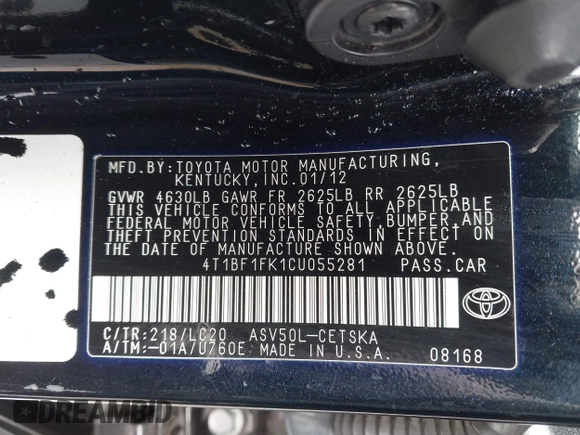 MFD.BY:TOYOTA MOTOR MANUFACTURING,
KENTUCKY, INC.01/12
GVWR 4630LB GAWR FR 2625LB RR 2625LB
THIS VEHICLE CONFORMS TO ALL APPLICABLE
FEDERAL MOTOR VEHICLE SAFETY, BUMPER AND
THEFT PREVENTION STANDARDS IN EFFECT ON
THE DATE OF MANUFACTURE SHOWN ABOVE.
4T1BF1FK1CU055281 PASS.CAR
C/TR:218/LC20 ASV50L-CETSKA
A/TM:-01A/U760E MADE IN U.S.A. 08168
TOYOTA
DREAMBID